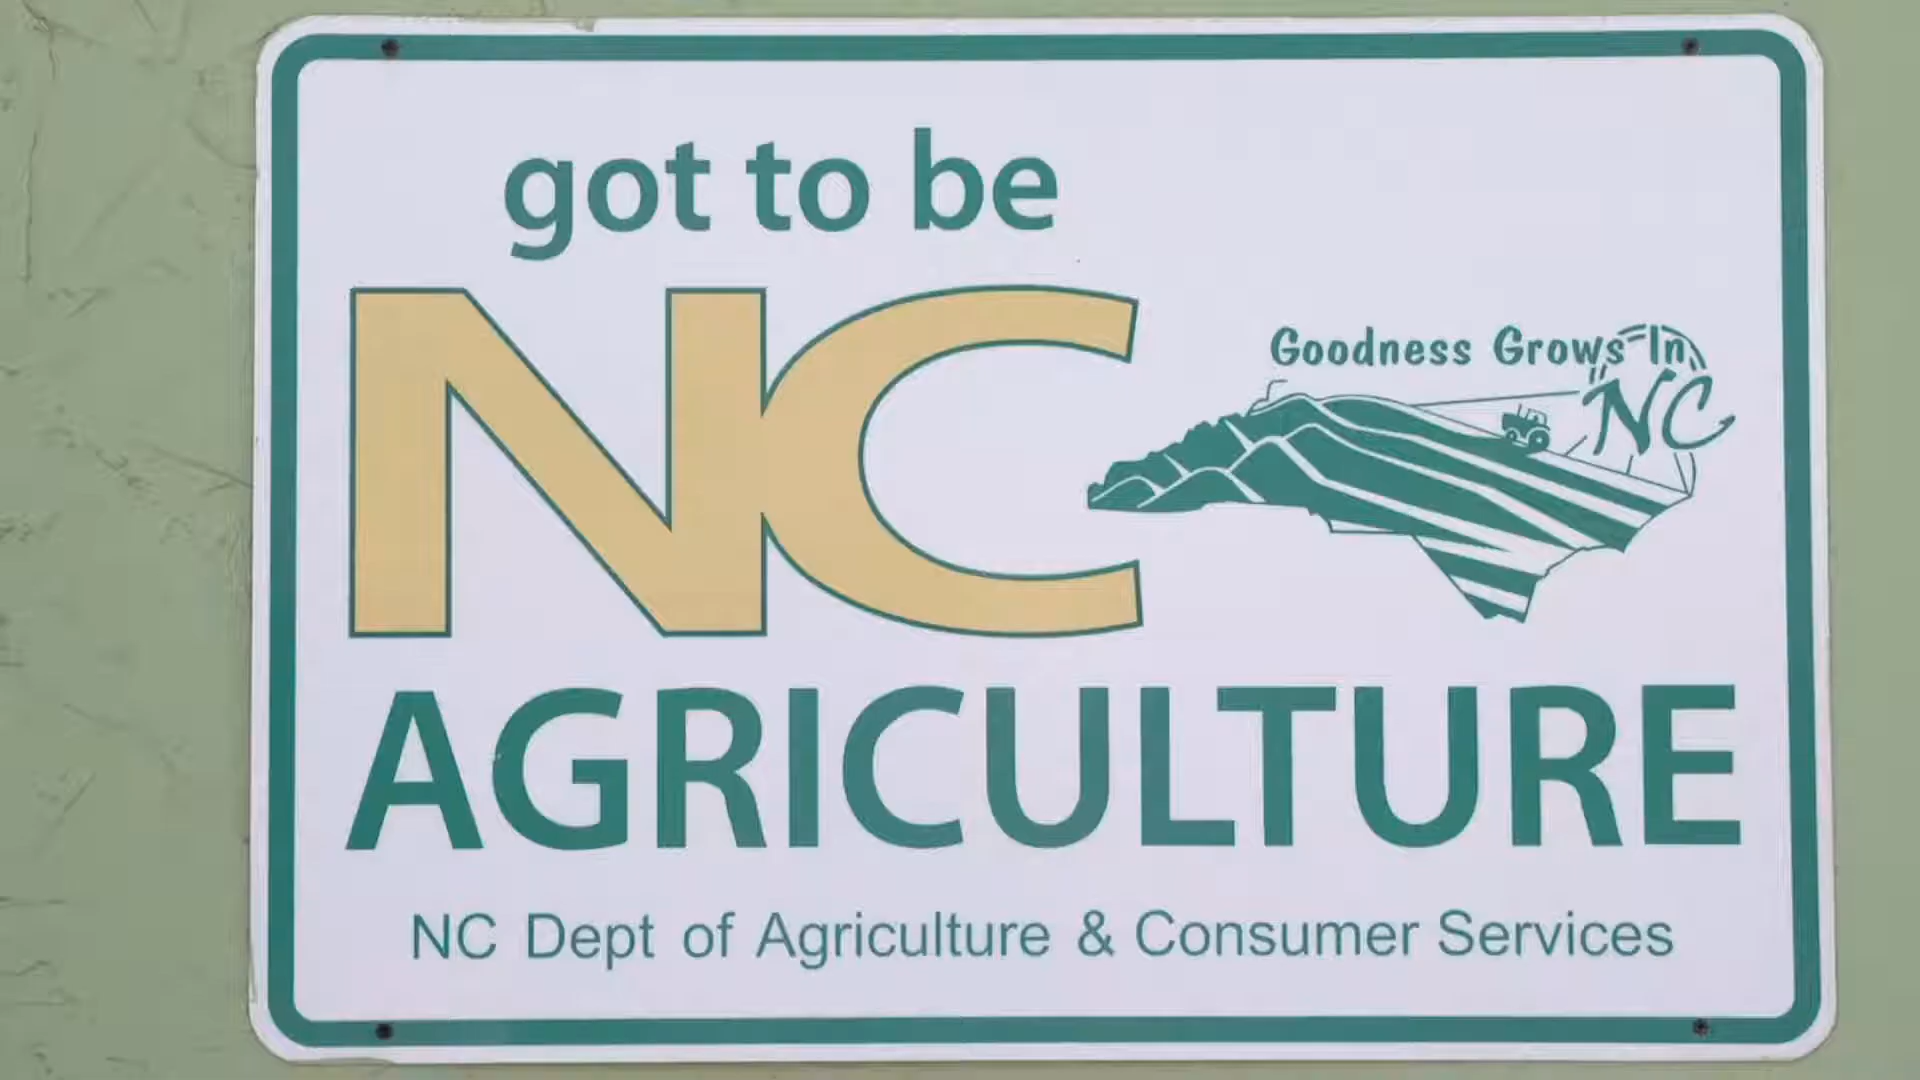 got to be
NC
Goodness Grows In
NC
AGRICULTURE
NC Dept of Agriculture & Consumer Services